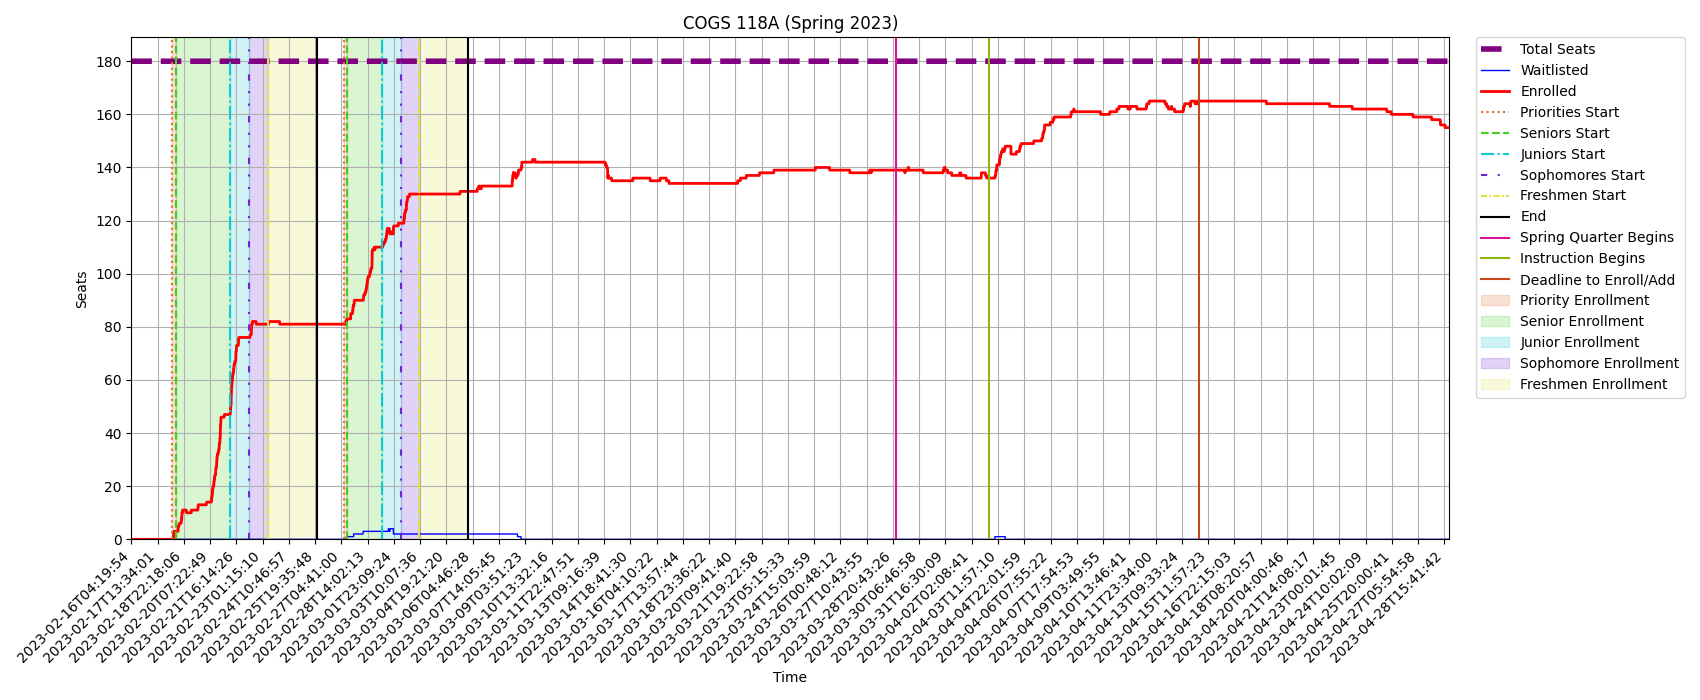 COGS 118A (Spring 2023)
Seats
180
160
140
120
100
80
60
40
20
0
2023-02-16T04:19:54
2023-02-17T13:34:01
2023-02-18T22:18:06
2023-02-20T07:22:49
2023-02-21T16:14:26
2023-02-23T01:15:10
2023-02-24T10:46:57
2023-02-25T19:35:48
2023-02-27T04:41:00
2023-02-28T14:02:13
2023-03-01T23:09:24
2023-03-03T10:07:36
2023-03-04T19:21:20
2023-03-06T04:46:28
2023-03-07T14:05:45
2023-03-09T03:51:23
2023-03-10T13:32:16
2023-03-11T22:47:51
2023-03-13T09:16:39
2023-03-14T18:41:30
2023-03-16T04:10:22
2023-03-17T13:57:44
2023-03-18T23:36:22
2023-03-20T09:41:40
2023-03-21T19:22:58
2023-03-23T05:15:33
2023-03-24T15:03:59
2023-03-26T00:48:12
2023-03-27T10:43:55
2023-03-28T20:43:26
2023-03-30T06:46:58
2023-03-31T16:30:09
2023-04-02T02:08:41
2023-04-03T11:57:10
2023-04-04T22:01:59
2023-04-06T07:55:22
2023-04-07T17:54:53
2023-04-09T03:49:55
2023-04-10T13:46:41
2023-04-11T23:34:00
2023-04-13T09:33:24
2023-04-15T11:57:23
2023-04-16T22:15:03
2023-04-18T08:20:57
2023-04-20T04:00:46
2023-04-21T14:08:17
2023-04-23T00:01:45
2023-04-24T10:02:09
2023-04-25T20:00:41
2023-04-27T05:54:58
2023-04-28T15:41:42
Time
Total Seats
Waitlisted
Enrolled
Priorities Start
Seniors Start
Juniors Start
Sophomores Start
Freshmen Start
End
Spring Quarter Begins
Instruction Begins
Deadline to Enroll/Add
Priority Enrollment
Senior Enrollment
Junior Enrollment
Sophomore Enrollment
Freshmen Enrollment